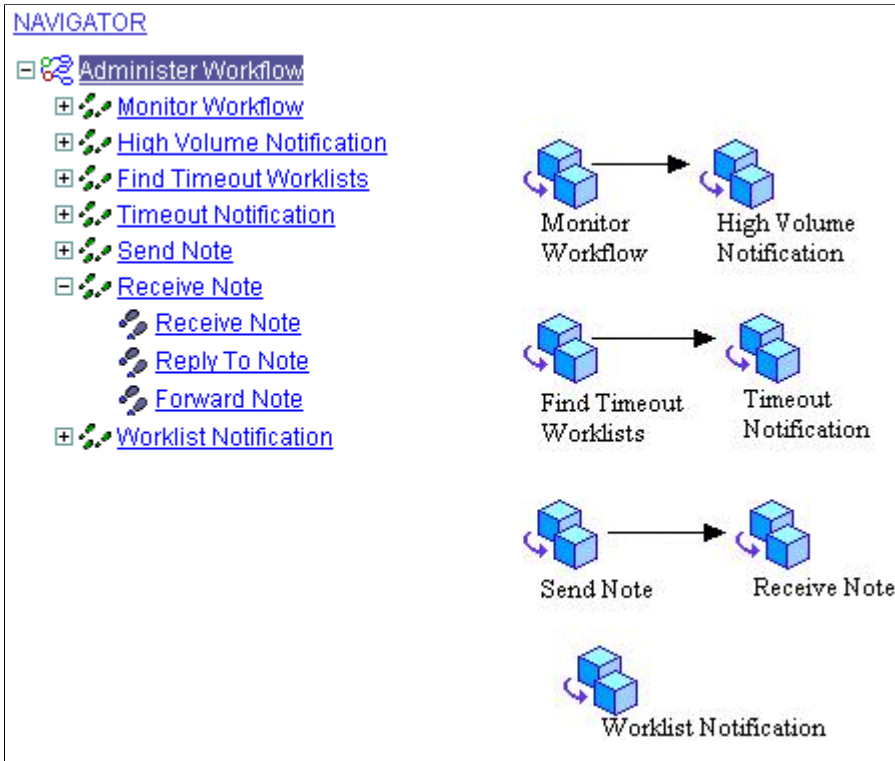 NAVIGATOR
Administer Workflow
Monitor Workflow
High Volume Notification
Find Timeout Worklists
Timeout Notification
Send Note
Receive Note
Receive Note
Reply To Note
Forward Note
Worklist Notification
Monitor
Workflow
High Volume
Notification
Find Timeout
Worklists
Timeout
Notification
Send Note
Receive Note
Worklist Notification